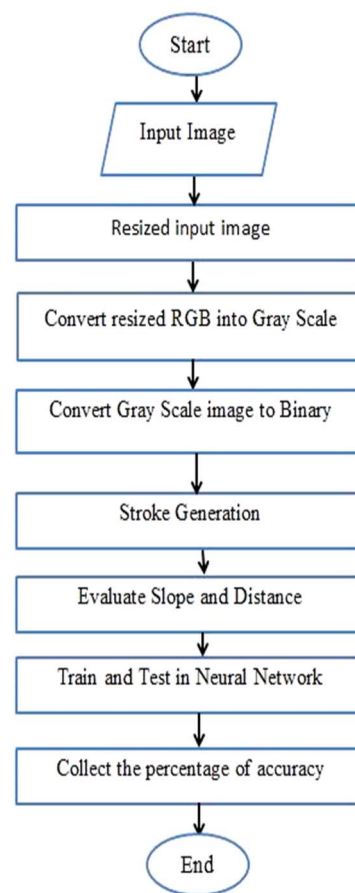 Start
Input Image
Resized input image
Convert resized RGB into Gray Scale
Convert Gray Scale image to Binary
Stroke Generation
Evaluate Slope and Distance
Train and Test in Neural Network
Collect the percentage of accuracy
End